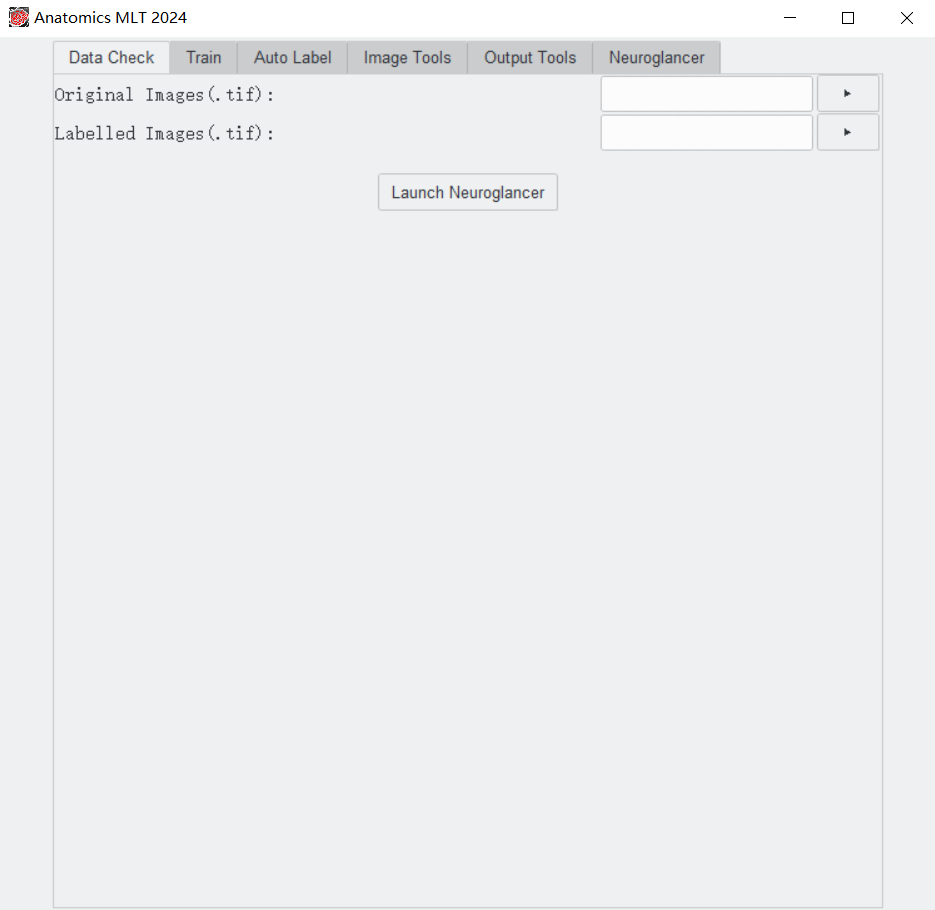 Anatomics MLT 2024
Data Check Train Auto Label Image Tools Output Tools Neuroglancer
Original Images(.tif):
Labelled Images(.tif):
Launch Neuroglancer